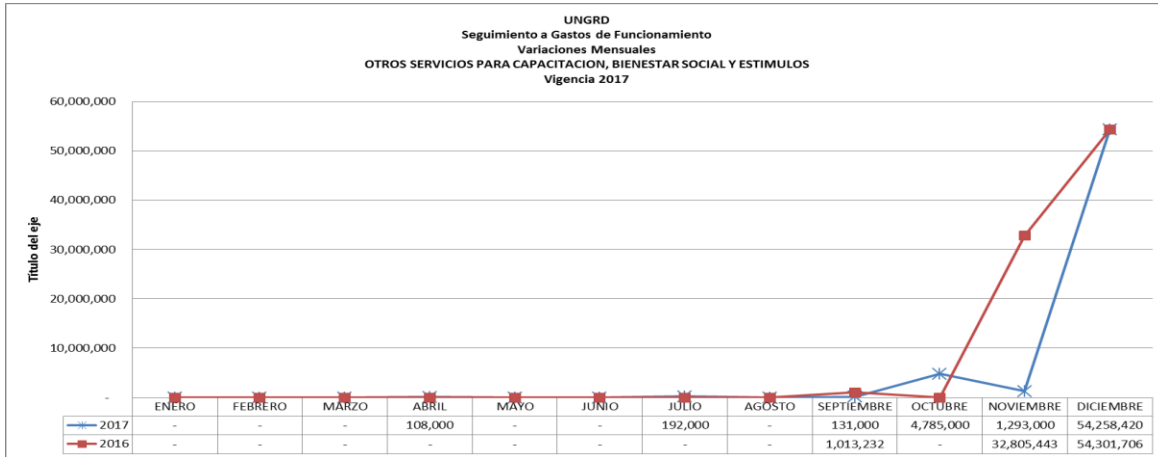 UNGRD
Seguimiento a Gastos de Funcionamiento
Variaciones Mensuales
OTROS SERVICIOS PARA CAPACITACION, BIENESTAR SOCIAL Y ESTIMULOS
Vigencia 2017
Título del eje
60,000,000
50,000,000
40,000,000
30,000,000
20,000,000
10,000,000
-
ENERO FEBRERO MARZO ABRIL MAYO JUNIO JULIO AGOSTO SEPTIEMBRE OCTUBRE NOVIEMBRE DICIEMBRE
2017 - - - 108,000 - - 192,000 - 131,000 4,785,000 1,293,000 54,258,420
2016 - - - - - - - - 1,013,232 - 32,805,443 54,301,706